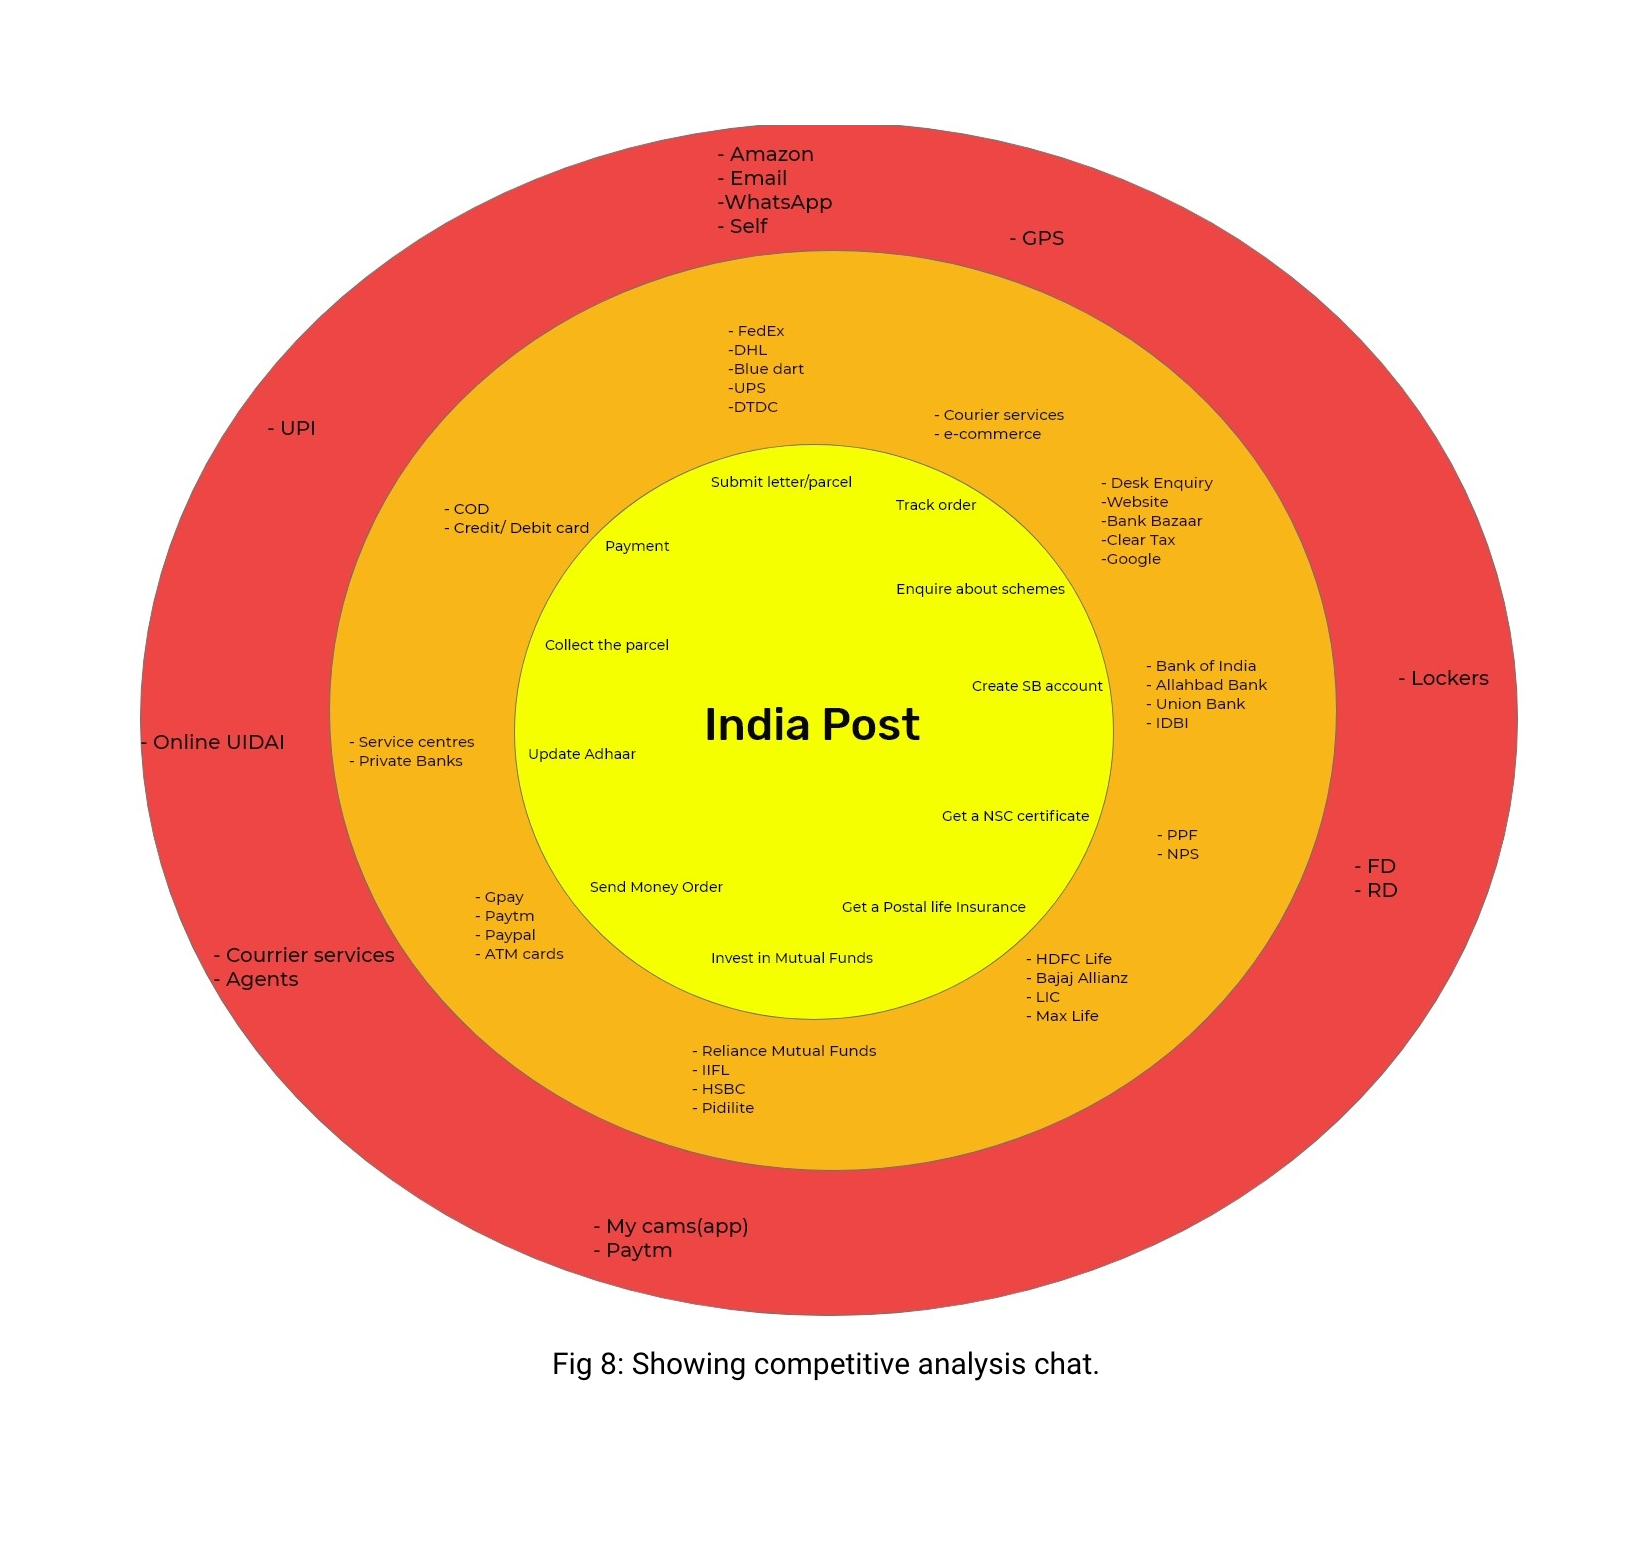 - Amazon
- Email
-WhatsApp
- Self
- GPS
- FedEx
-DHL
-Blue dart
-UPS
-DTDC
- Courier services
- e-commerce
- UPI
- COD
- Credit/ Debit card
Submit letter/parcel
Track order
- Desk Enquiry
-Website
-Bank Bazaar
-Clear Tax
-Google
Payment
Enquire about schemes
Collect the parcel
Create SB account
- Bank of India
- Allahbad Bank
- Union Bank
- IDBI
- Lockers
India Post
- Online UIDAI
- Service centres
- Private Banks
Update Adhaar
Get a NSC certificate
- PPF
- NPS
- FD
- RD
Send Money Order
Get a Postal life Insurance
- Gpay
- Paytm
- Paypal
- ATM cards
- Courrier services
- Agents
Invest in Mutual Funds
- HDFC Life
- Bajaj Allianz
- LIC
- Max Life
- Reliance Mutual Funds
- IIFL
- HSBC
- Pidilite
- My cams(app)
- Paytm
Fig 8: Showing competitive analysis chat.